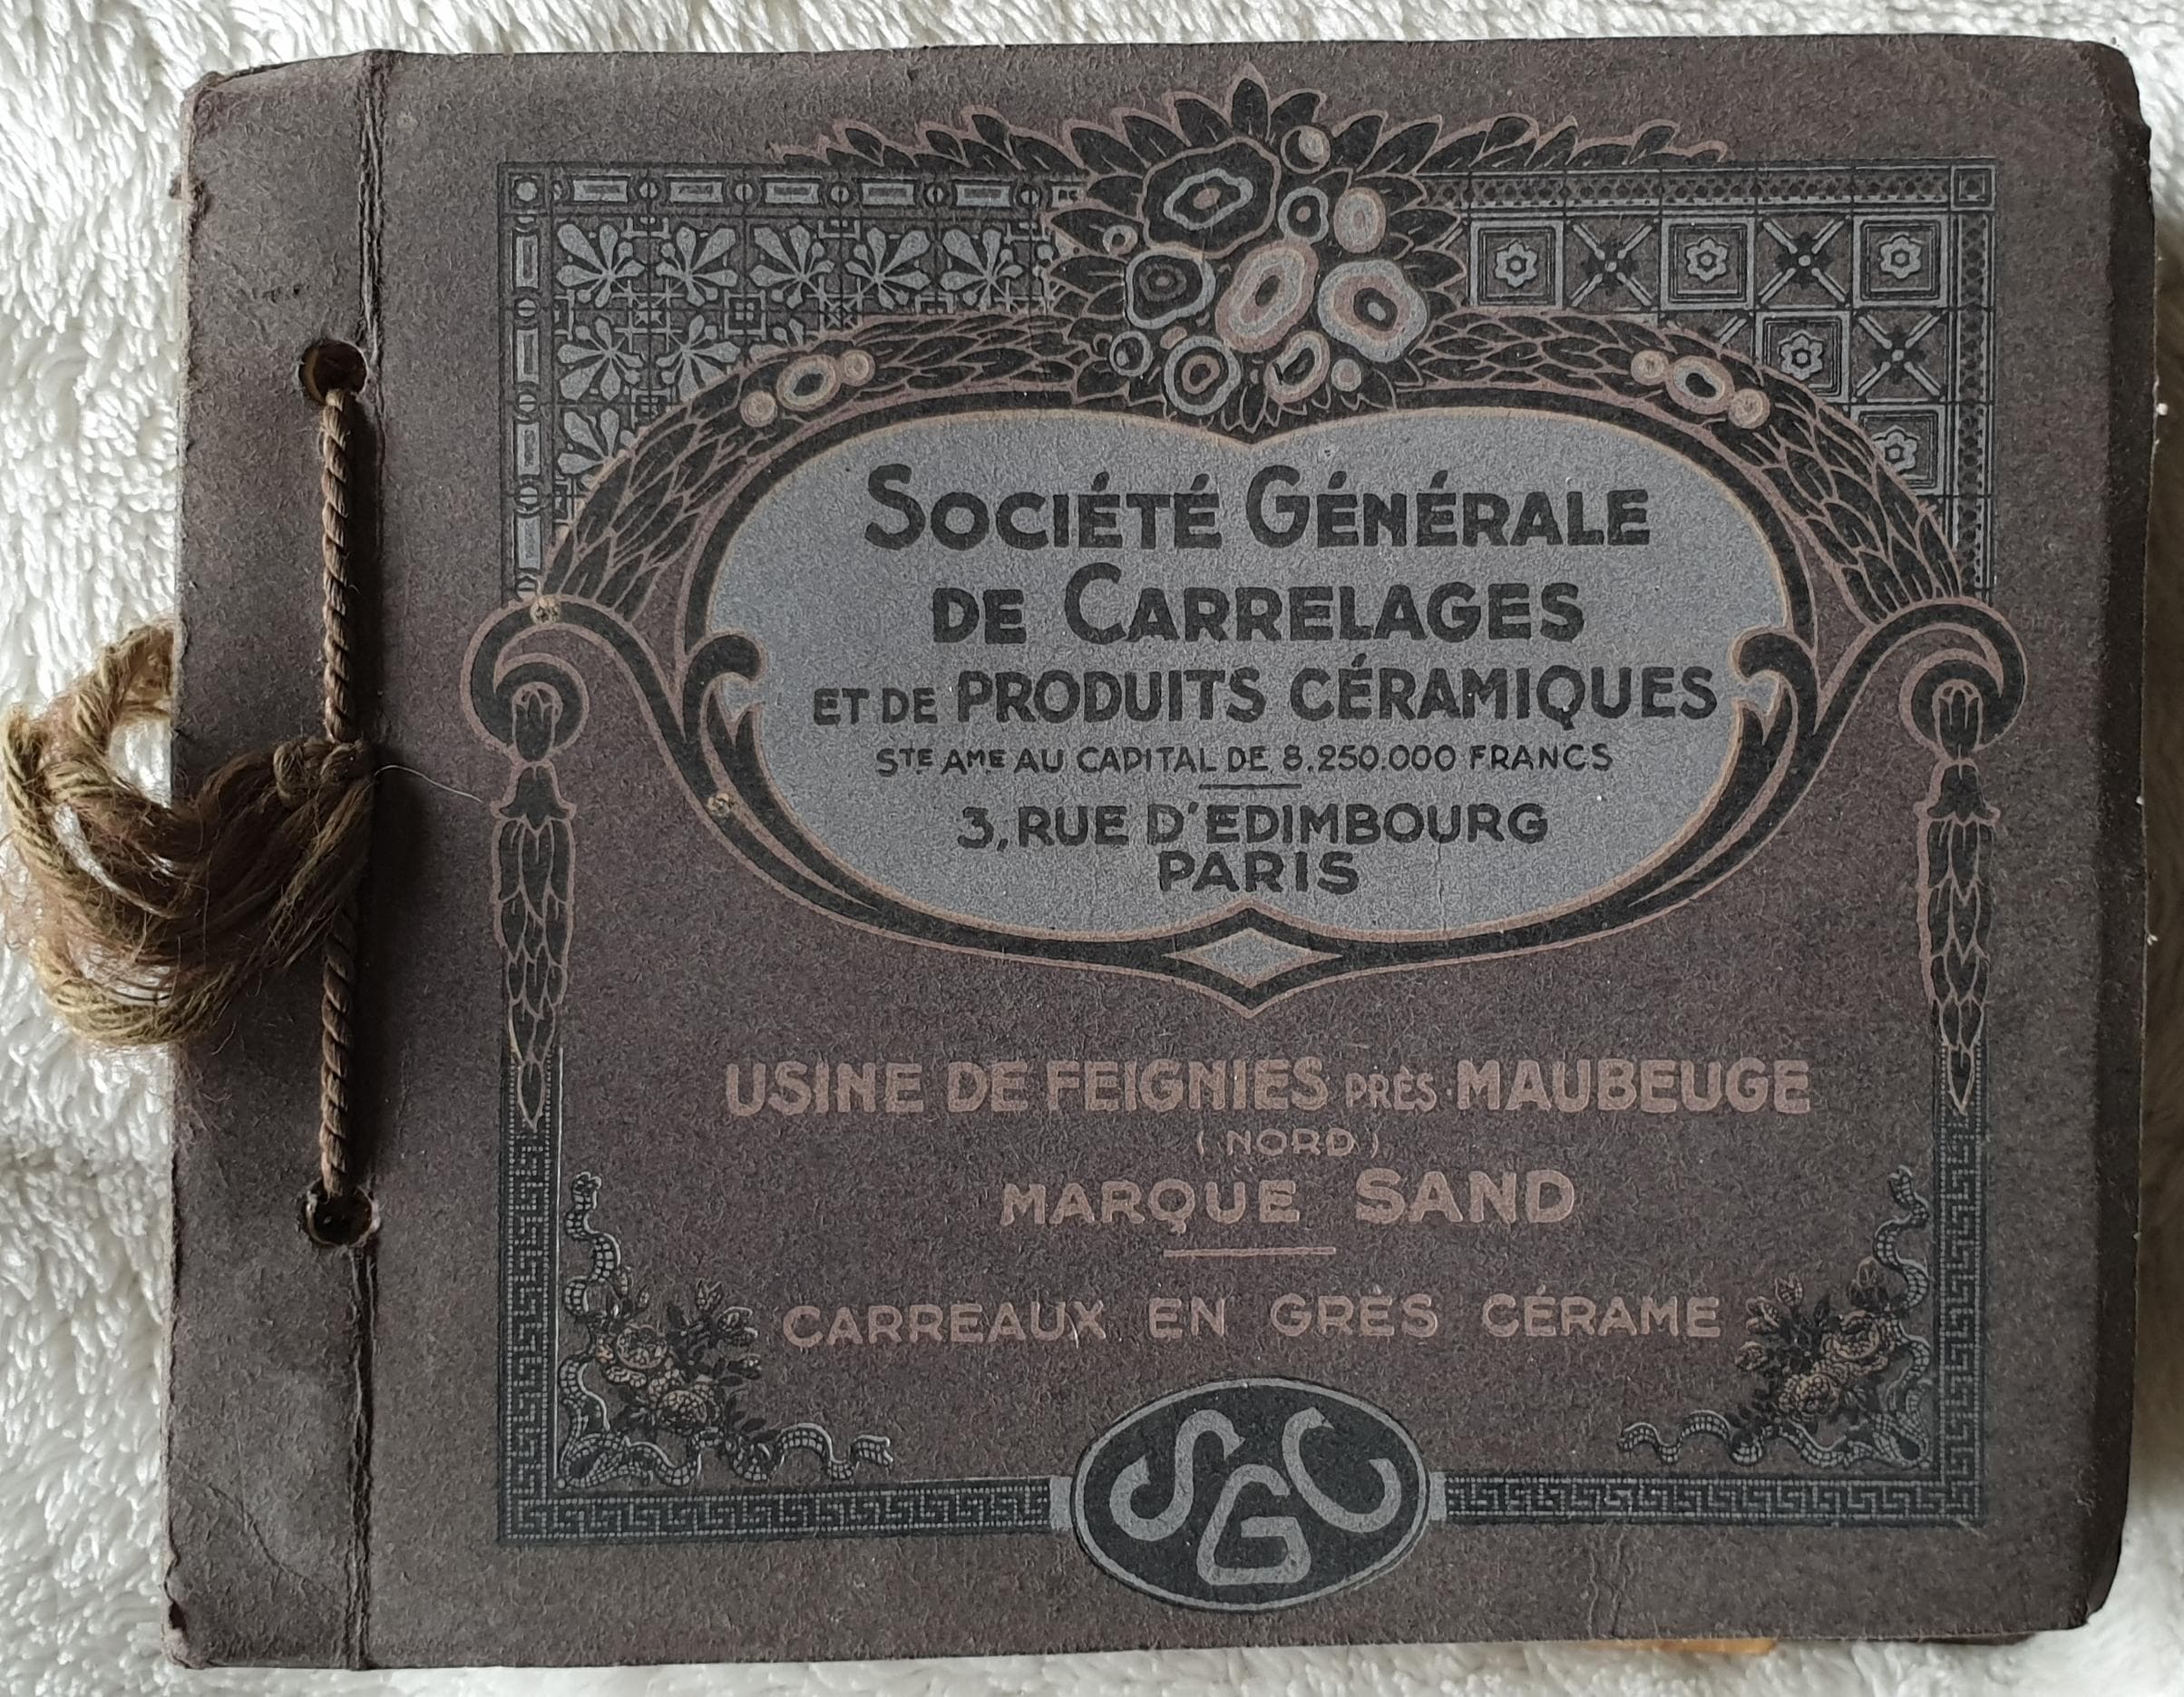 SOCIÉTÉ GÉNÉRALE
DE CARRELAGES
ET DE PRODUITS CÉRAMIQUES
STE AME AU CAPITAL DE 8.250.000 FRANCS
3, RUE D'EDIMBOURG
PARIS
USINE DE FEIGNIES PRÈS MAUBEUGE
(NORD)
MARQUE SAND
CARREAUX EN GRÈS CÉRAME
SGC